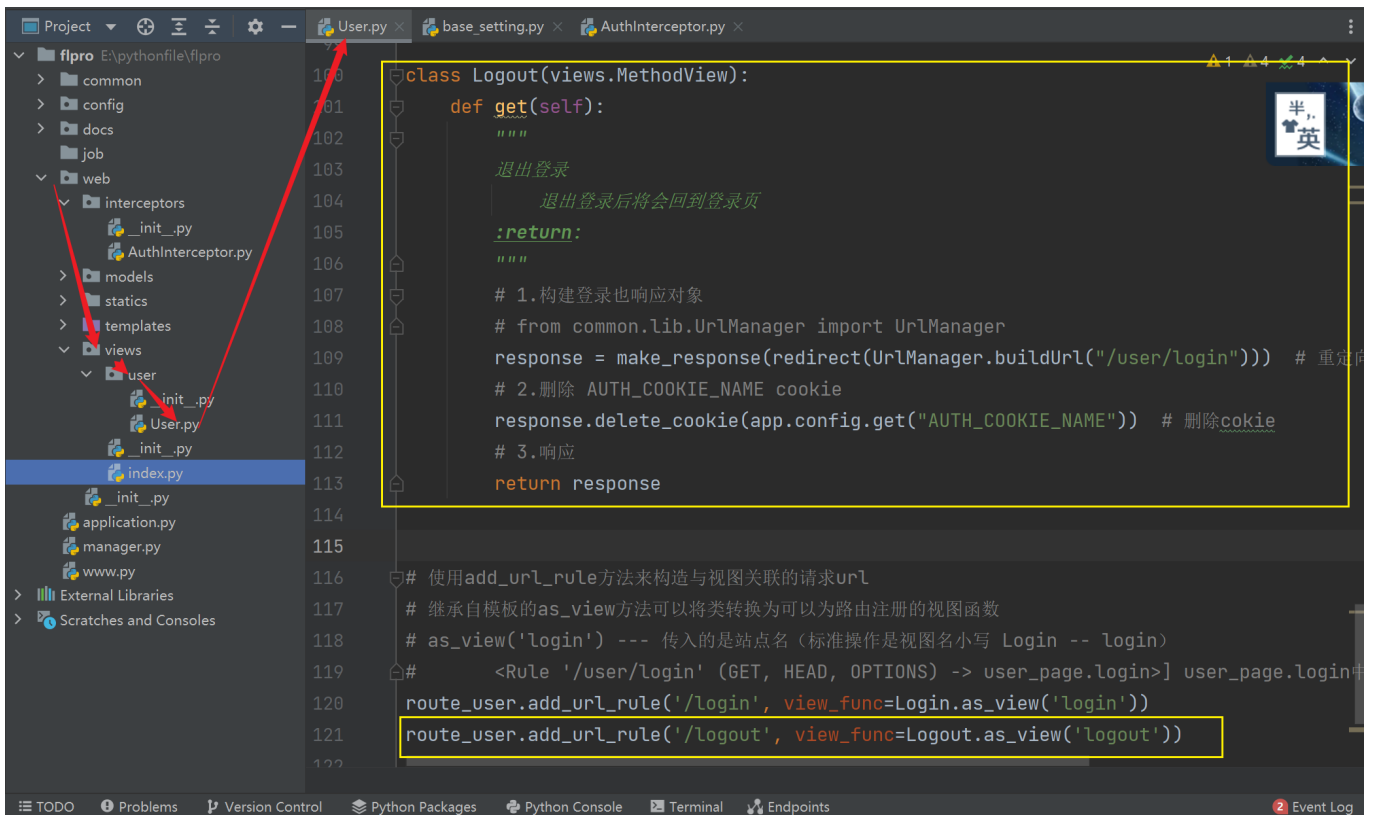 Project
User.py
base_setting.py
AuthInterceptor.py
flpro E:\pythonfile\flpro
common
config
docs
job
web
interceptors
__init__.py
AuthInterceptor.py
models
statics
templates
views
user
__init__.py
User.py
__init__.py
index.py
__init__.py
application.py
manager.py
www.py
External Libraries
Scratches and Consoles
1 4 4
半,.
英
100 class Logout(views.MethodView):
101 def get(self):
102 """
103 退出登录
104 退出登录后将会回到登录页
105 :return:
106 """
107 # 1.构建登录也响应对象
108 # from common.lib.UrlManager import UrlManager
109 response = make_response(redirect(UrlManager.buildUrl("/user/login"))) # 重定向
110 # 2.删除 AUTH_COOKIE_NAME cookie
111 response.delete_cookie(app.config.get("AUTH_COOKIE_NAME")) # 删除cokie
112 # 3.响应
113 return response
114
115
116 # 使用add_url_rule方法来构造与视图关联的请求url
117 # 继承自模板的as_view方法可以将类转换为可以为路由注册的视图函数
118 # as_view('login') --- 传入的是站点名（标准操作是视图名小写 Login -- login）
119 # <Rule '/user/login' (GET, HEAD, OPTIONS) -> user_page.login>] user_page.login中
120 route_user.add_url_rule('/login', view_func=Login.as_view('login'))
121 route_user.add_url_rule('/logout', view_func=Logout.as_view('logout'))
122
TODO Problems Version Control Python Packages Python Console Terminal Endpoints 2 Event Log